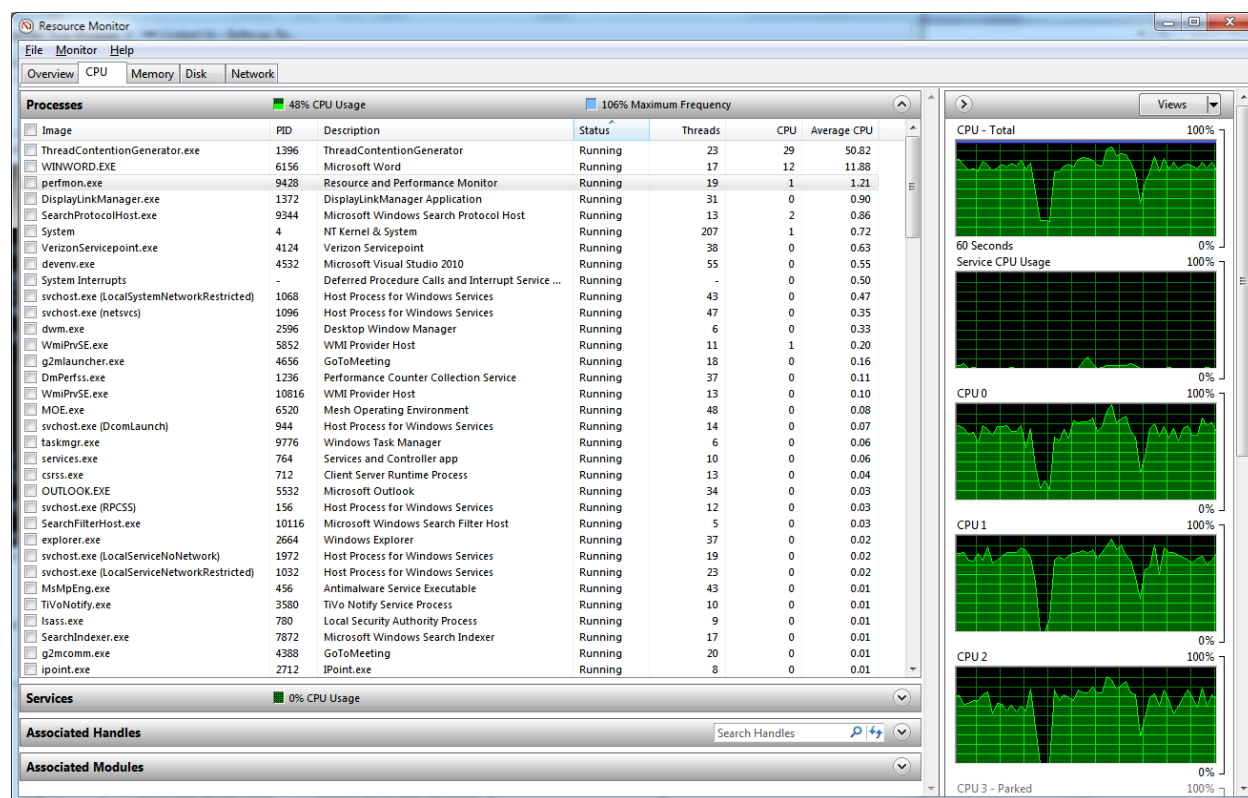 Resource Monitor
File Monitor Help
Overview CPU Memory Disk Network
Processes 48% CPU Usage 106% Maximum Frequency
Image PID Description Status Threads CPU Average CPU
ThreadContentionGenerator.exe 1396 ThreadContentionGenerator Running 23 29 50.82
WINWORD.EXE 6156 Microsoft Word Running 17 12 11.88
perfmon.exe 9428 Resource and Performance Monitor Running 19 1 1.21
DisplayLinkManager.exe 1372 DisplayLinkManager Application Running 31 0 0.90
SearchProtocolHost.exe 9344 Microsoft Windows Search Protocol Host Running 13 2 0.86
System 4 NT Kernel & System Running 207 1 0.72
VerizonServicepoint.exe 4124 Verizon Servicepoint Running 38 0 0.63
devenv.exe 4532 Microsoft Visual Studio 2010 Running 55 0 0.55
System Interrupts - Deferred Procedure Calls and Interrupt Service ... Running - 0 0.50
svchost.exe (LocalSystemNetworkRestricted) 1068 Host Process for Windows Services Running 43 0 0.47
svchost.exe (netsvcs) 1096 Host Process for Windows Services Running 47 0 0.35
dwm.exe 2596 Desktop Window Manager Running 6 0 0.33
WmiPrvSE.exe 5852 WMI Provider Host Running 11 1 0.20
g2mlauncher.exe 4656 GoToMeeting Running 18 0 0.16
DmPerfss.exe 1236 Performance Counter Collection Service Running 37 0 0.11
WmiPrvSE.exe 10816 WMI Provider Host Running 13 0 0.10
MOE.exe 6520 Mesh Operating Environment Running 48 0 0.08
svchost.exe (DcomLaunch) 944 Host Process for Windows Services Running 14 0 0.07
taskmgr.exe 9776 Windows Task Manager Running 6 0 0.06
services.exe 764 Services and Controller app Running 10 0 0.06
csrss.exe 712 Client Server Runtime Process Running 13 0 0.04
OUTLOOK.EXE 5532 Microsoft Outlook Running 34 0 0.03
svchost.exe (RPCSS) 156 Host Process for Windows Services Running 12 0 0.03
SearchFilterHost.exe 10116 Microsoft Windows Search Filter Host Running 5 0 0.03
explorer.exe 2664 Windows Explorer Running 37 0 0.02
svchost.exe (LocalServiceNoNetwork) 1972 Host Process for Windows Services Running 19 0 0.02
svchost.exe (LocalServiceNetworkRestricted) 1032 Host Process for Windows Services Running 23 0 0.02
MsMpEng.exe 456 Antimalware Service Executable Running 43 0 0.01
TiVoNotify.exe 3580 TiVo Notify Service Process Running 10 0 0.01
lsass.exe 780 Local Security Authority Process Running 9 0 0.01
SearchIndexer.exe 7872 Microsoft Windows Search Indexer Running 17 0 0.01
g2mcomm.exe 4388 GoToMeeting Running 20 0 0.01
ipoint.exe 2712 IPoint.exe Running 8 0 0.01
Services 0% CPU Usage
Associated Handles Search Handles
Associated Modules
Views
CPU - Total 100%
60 Seconds 0%
Service CPU Usage 100%
0%
CPU 0 100%
0%
CPU 1 100%
0%
CPU 2 100%
0%
CPU 3 - Parked 100%